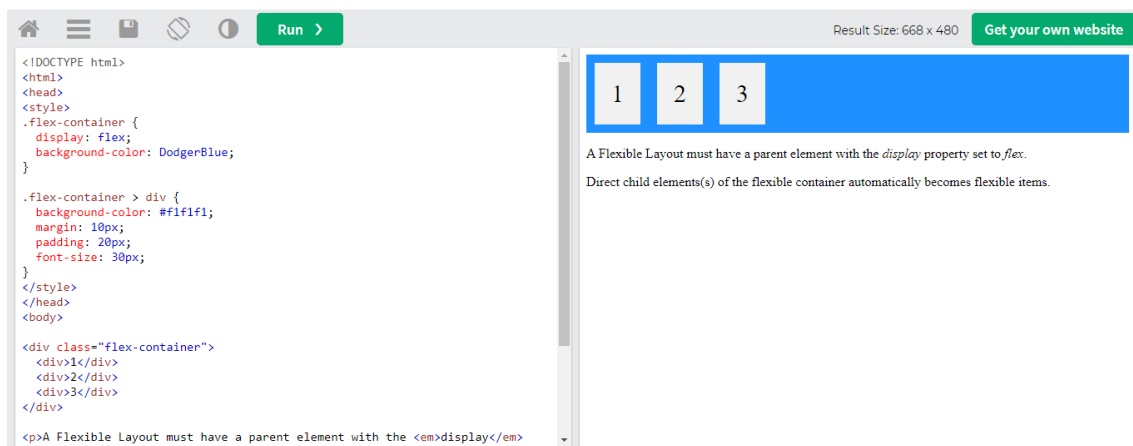 Run ❯
Result Size: 668 x 480
Get your own website
<!DOCTYPE html>
<html>
<head>
<style>
.flex-container {
  display: flex;
  background-color: DodgerBlue;
}

.flex-container > div {
  background-color: #f1f1f1;
  margin: 10px;
  padding: 20px;
  font-size: 30px;
}
</style>
</head>
<body>

<div class="flex-container">
  <div>1</div>
  <div>2</div>
  <div>3</div>
</div>

<p>A Flexible Layout must have a parent element with the <em>display</em>
1 2 3
A Flexible Layout must have a parent element with the display property set to flex.
Direct child elements(s) of the flexible container automatically becomes flexible items.